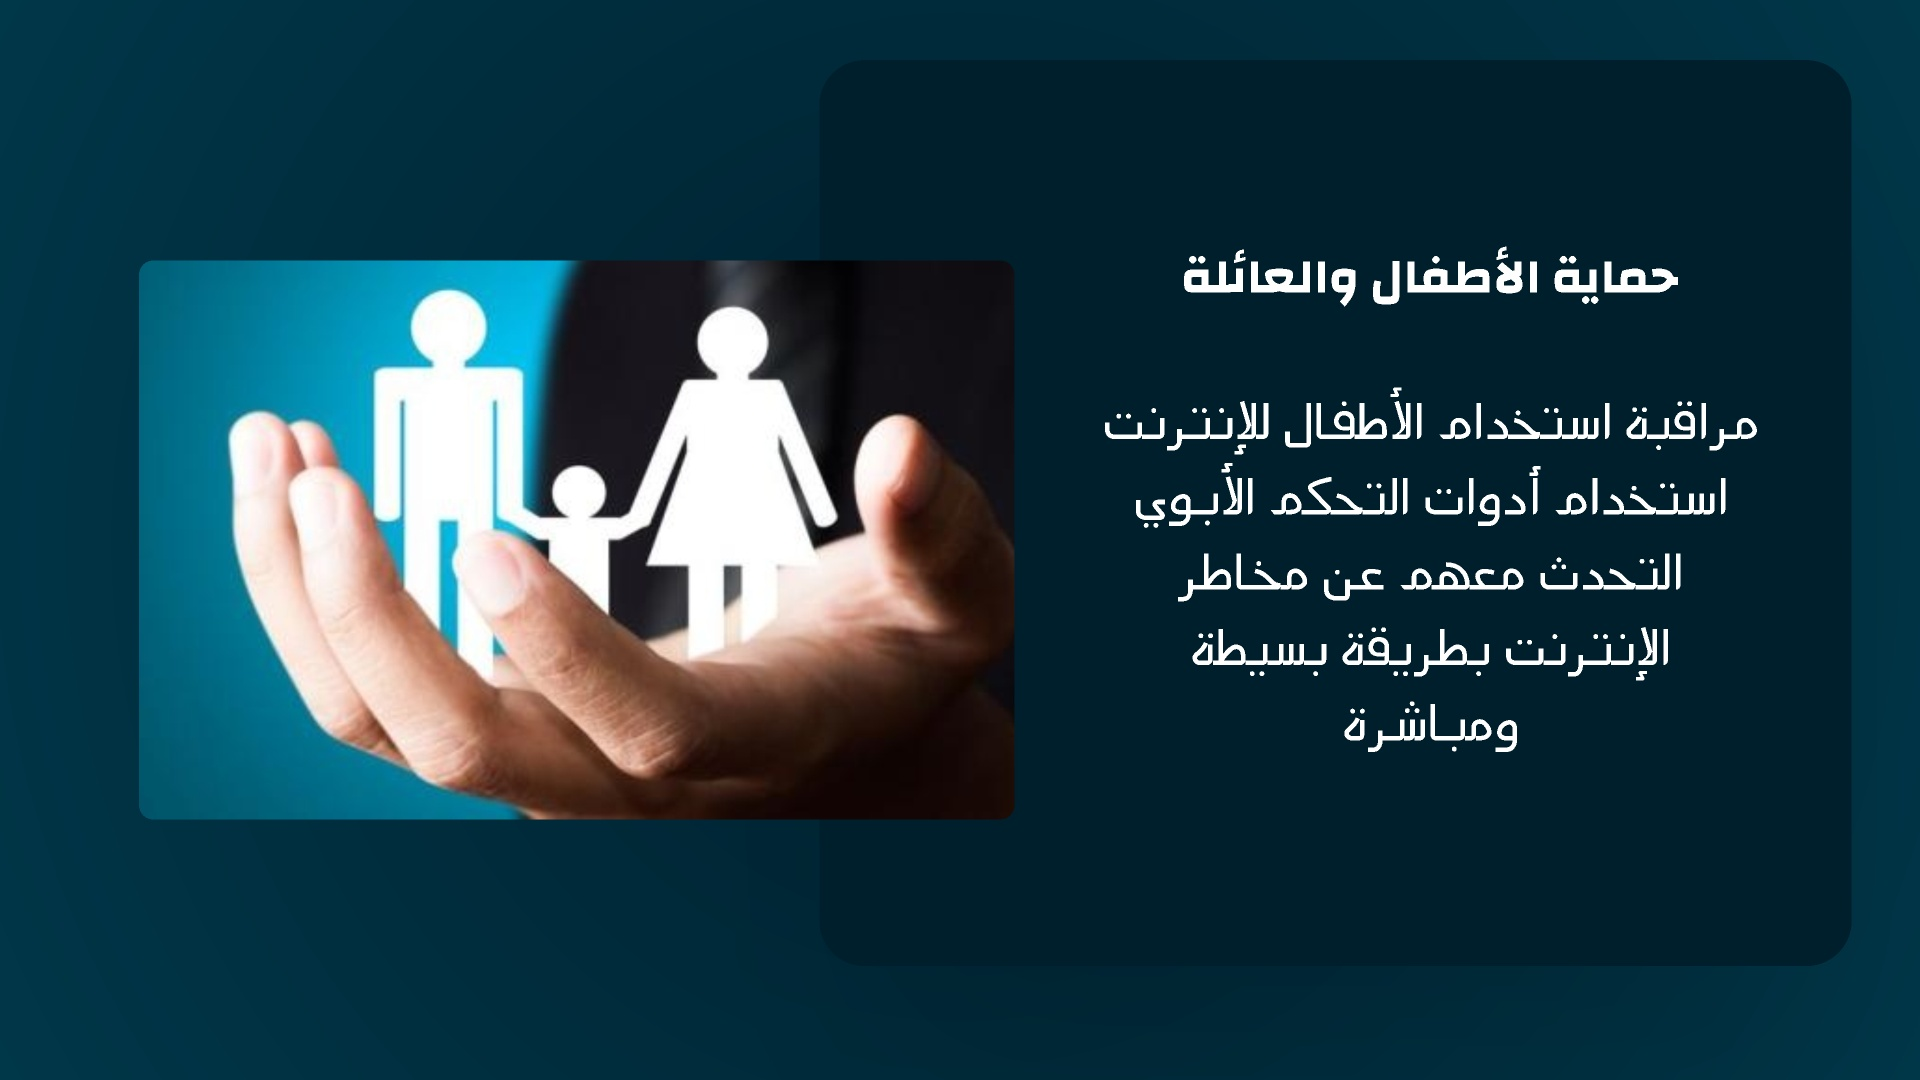 حماية الأطفال والعائلة
مراقبة استخدام الأطفال للإنترنت
استخدام أدوات التحكم الأبوي
التحدث معهم عن مخاطر
الإنترنت بطريقة بسيطة
ومباشرة